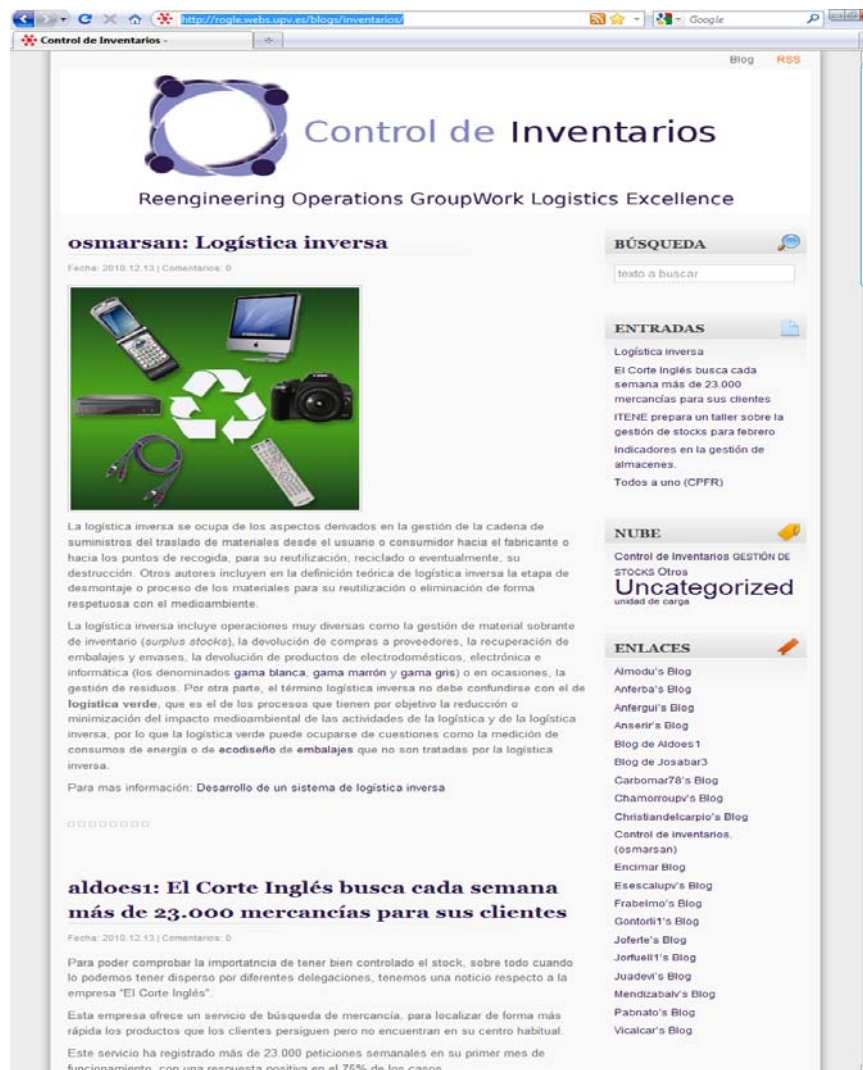 http://rogle.webs.upv.es/blogs/inventarios/
Google
Control de Inventarios -
Blog RSS
Control de Inventarios
Reengineering Operations GroupWork Logistics Excellence
osmarsan: Logística inversa
Fecha: 2010.12.13 | Comentarios: 0
La logística inversa se ocupa de los aspectos derivados en la gestión de la cadena de
suministros del traslado de materiales desde el usuario o consumidor hacia el fabricante o
hacia los puntos de recogida, para su reutilización, reciclado o eventualmente, su
destrucción. Otros autores incluyen en la definición teórica de logística inversa la etapa de
desmontaje o proceso de los materiales para su reutilización o eliminación de forma
respetuosa con el medioambiente.
La logística inversa incluye operaciones muy diversas como la gestión de material sobrante
de inventario (surplus stocks), la devolución de compras a proveedores, la recuperación de
embalajes y envases, la devolución de productos de electrodomésticos, electrónica e
informática (los denominados gama blanca, gama marrón y gama gris) o en ocasiones, la
gestión de residuos. Por otra parte, el término logística inversa no debe confundirse con el de
logística verde, que es el de los procesos que tienen por objetivo la reducción o
minimización del impacto medioambiental de las actividades de la logística y de la logística
inversa, por lo que la logística verde puede ocuparse de cuestiones como la medición de
consumos de energía o de ecodiseño de embalajes que no son tratadas por la logística
inversa.
Para mas información: Desarrollo de un sistema de logística inversa
aldoes1: El Corte Inglés busca cada semana
más de 23.000 mercancías para sus clientes
Fecha: 2010.12.13 | Comentarios: 0
Para poder comprobar la importatncia de tener bien controlado el stock, sobre todo cuando
lo podemos tener disperso por diferentes delegaciones, tenemos una noticio respecto a la
empresa "El Corte Inglés".
Esta empresa ofrece un servicio de búsqueda de mercancía, para localizar de forma más
rápida los productos que los clientes persiguen pero no encuentran en su centro habitual.
Este servicio ha registrado más de 23.000 peticiones semanales en su primer mes de
funcionamiento, con una respuesta positiva en el 75% de los casos.
BÚSQUEDA
texto a buscar
ENTRADAS
Logística inversa
El Corte Inglés busca cada
semana más de 23.000
mercancías para sus clientes
ITENE prepara un taller sobre la
gestión de stocks para febrero
Indicadores en la gestión de
almacenes.
Todos a uno (CPFR)
NUBE
Control de Inventarios GESTIÓN DE
STOCKS Otros
Uncategorized
unidad de carga
ENLACES
Almodu's Blog
Anferba's Blog
Anfergui's Blog
Anserir's Blog
Blog de Aldoes1
Blog de Josabar3
Carbomar78's Blog
Chamorroupv's Blog
Christiandelcarpio's Blog
Control de inventarios.
(osmarsan)
Encimar Blog
Esescalupv's Blog
Frabelmo's Blog
Gontorli1's Blog
Joferte's Blog
Jorfuell1's Blog
Juadevi's Blog
Mendizabalv's Blog
Pabnato's Blog
Vicalcar's Blog